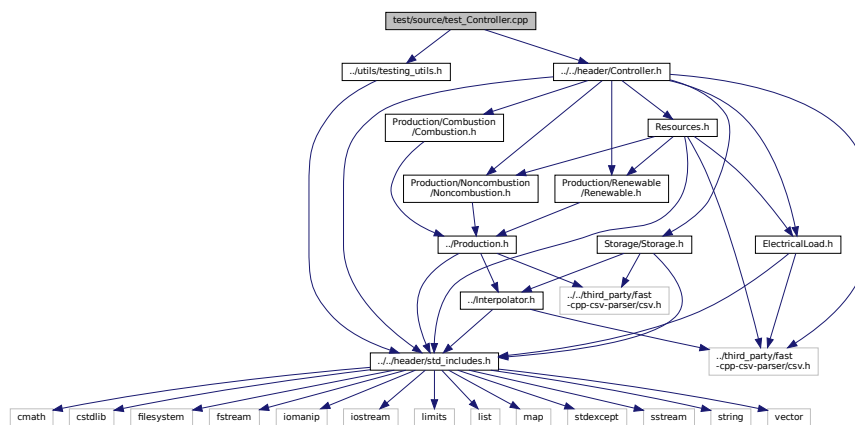 test/source/test_Controller.cpp
../utils/testing_utils.h
../../header/Controller.h
Production/Combustion
/Combustion.h
Resources.h
Production/Noncombustion
/Noncombustion.h
Production/Renewable
/Renewable.h
../Production.h
Storage/Storage.h
ElectricalLoad.h
../Interpolator.h
../../third_party/fast
-cpp-csv-parser/csv.h
../../header/std_includes.h
../third_party/fast
-cpp-csv-parser/csv.h
cmath
cstdlib
filesystem
fstream
iomanip
iostream
limits
list
map
stdexcept
sstream
string
vector